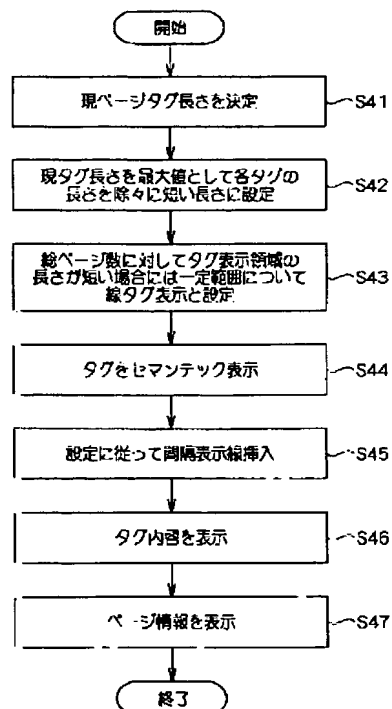 開始
現ページタグ長さを決定
S41
現タグ長さを最大値として各タグの
長さを除々に短い長さに設定
S42
総ページ数に対してタグ表示領域の
長さが短い場合には一定範囲について
線タグ表示と設定
S43
タグをセマンテック表示
S44
設定に従って間隔表示線挿入
S45
タグ内容を表示
S46
ページ情報を表示
S47
終了